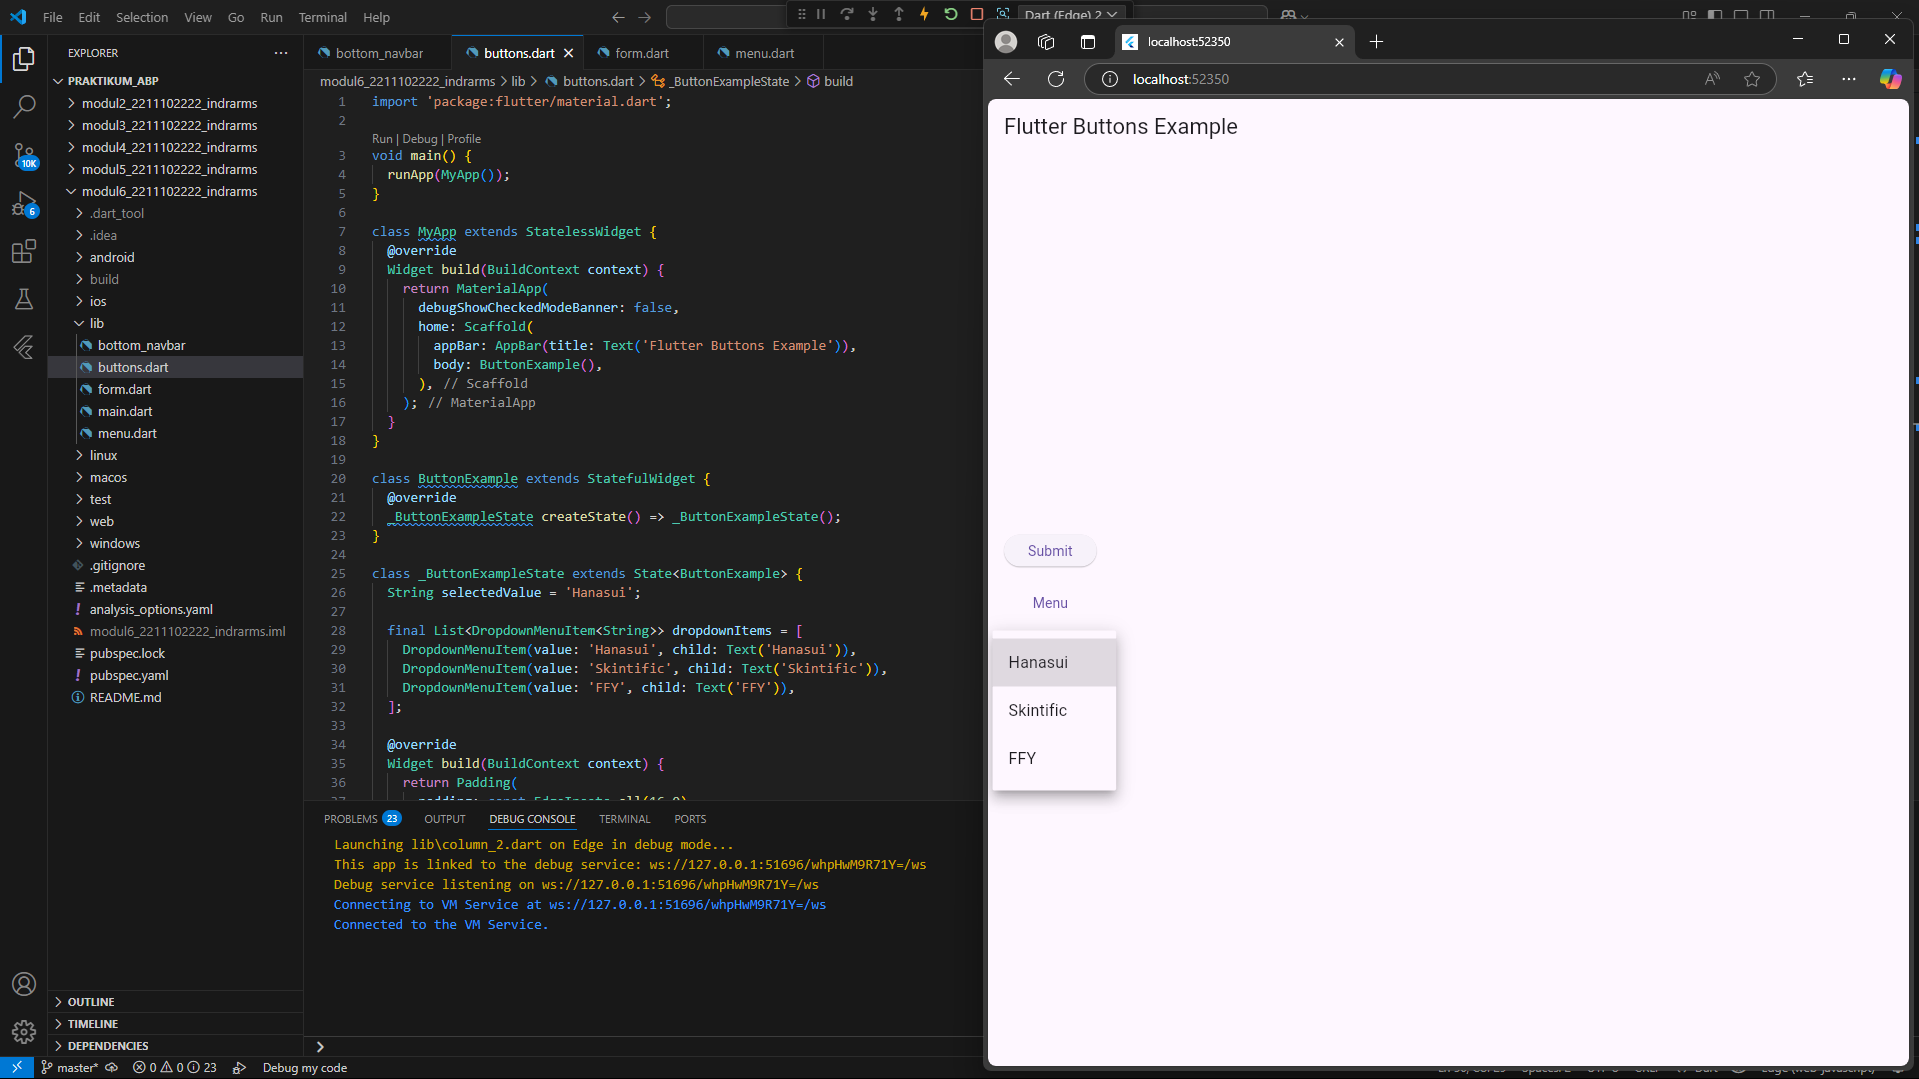 File Edit Selection View Go Run Terminal Help
Dart (Edge) 2
EXPLORER
PRAKTIKUM_ABP
modul2_2211102222_indrarms
modul3_2211102222_indrarms
modul4_2211102222_indrarms
modul5_2211102222_indrarms
modul6_2211102222_indrarms
.dart_tool
.idea
android
build
ios
lib
bottom_navbar
buttons.dart
form.dart
main.dart
menu.dart
linux
macos
test
web
windows
.gitignore
.metadata
analysis_options.yaml
modul6_2211102222_indrarms.iml
pubspec.lock
pubspec.yaml
README.md
OUTLINE
TIMELINE
DEPENDENCIES
10K
6
bottom_navbar
buttons.dart
form.dart
menu.dart
modul6_2211102222_indrarms > lib > buttons.dart > _ButtonExampleState > build
1 import 'package:flutter/material.dart';
2
Run | Debug | Profile
3 void main() {
4 runApp(MyApp());
5 }
6
7 class MyApp extends StatelessWidget {
8 @override
9 Widget build(BuildContext context) {
10 return MaterialApp(
11 debugShowCheckedModeBanner: false,
12 home: Scaffold(
13 appBar: AppBar(title: Text('Flutter Buttons Example')),
14 body: ButtonExample(),
15 ), // Scaffold
16 ); // MaterialApp
17 }
18 }
19
20 class ButtonExample extends StatefulWidget {
21 @override
22 _ButtonExampleState createState() => _ButtonExampleState();
23 }
24
25 class _ButtonExampleState extends State<ButtonExample> {
26 String selectedValue = 'Hanasui';
27
28 final List<DropdownMenuItem<String>> dropdownItems = [
29 DropdownMenuItem(value: 'Hanasui', child: Text('Hanasui')),
30 DropdownMenuItem(value: 'Skintific', child: Text('Skintific')),
31 DropdownMenuItem(value: 'FFY', child: Text('FFY')),
32 ];
33
34 @override
35 Widget build(BuildContext context) {
36 return Padding(
PROBLEMS 23 OUTPUT DEBUG CONSOLE TERMINAL PORTS
Launching lib\column_2.dart on Edge in debug mode...
This app is linked to the debug service: ws://127.0.0.1:51696/whpHwM9R71Y=/ws
Debug service listening on ws://127.0.0.1:51696/whpHwM9R71Y=/ws
Connecting to VM Service at ws://127.0.0.1:51696/whpHwM9R71Y=/ws
Connected to the VM Service.
master* 0 0 23 Debug my code
localhost:52350
localhost:52350
Flutter Buttons Example
Submit
Menu
Hanasui
Skintific
FFY